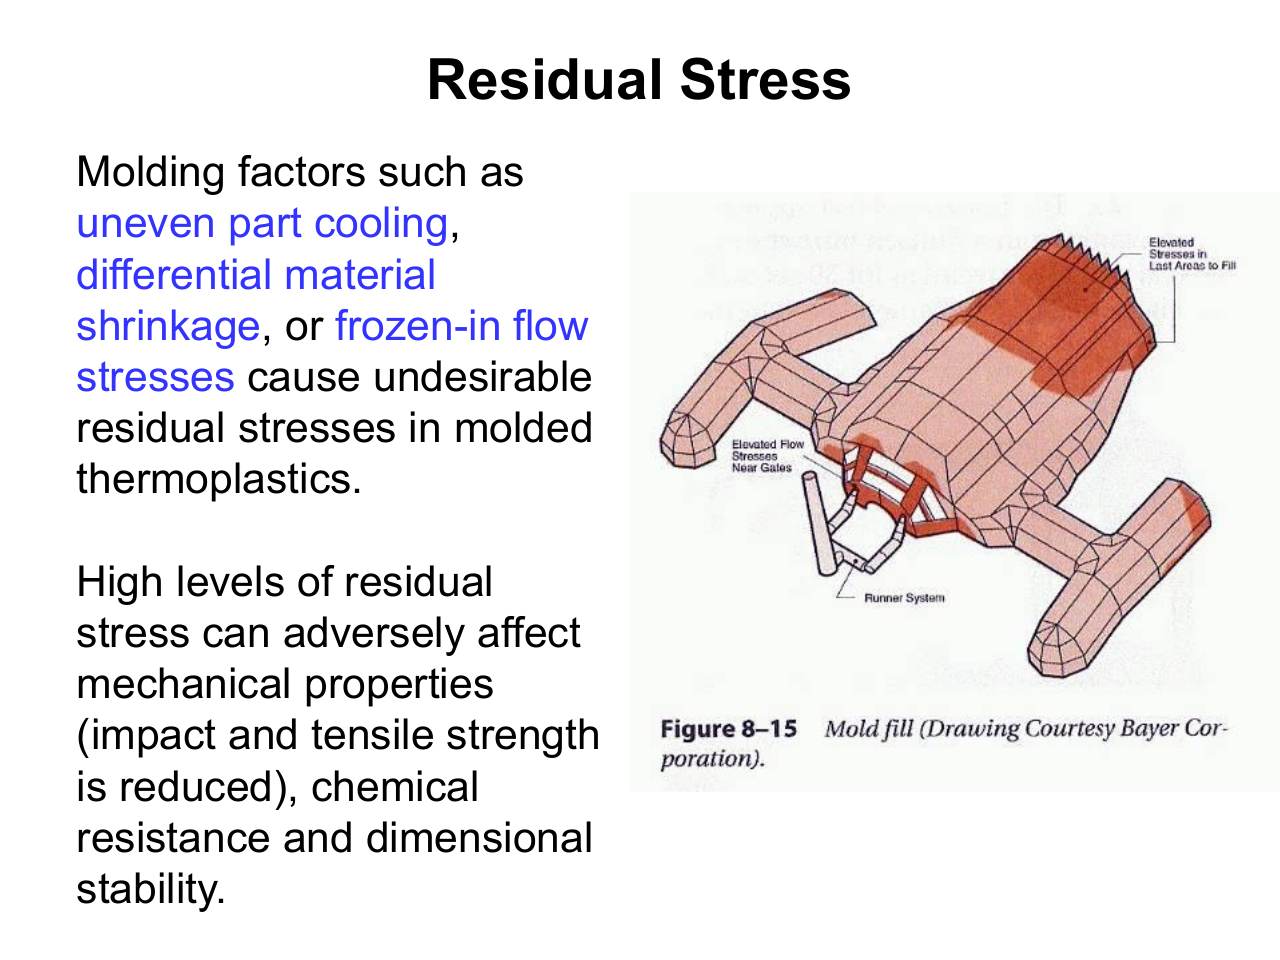 Residual Stress
Molding factors such as
uneven part cooling,
differential material
shrinkage, or frozen-in flow
stresses cause undesirable
residual stresses in molded
thermoplastics.
High levels of residual
stress can adversely affect
mechanical properties
(impact and tensile strength
is reduced), chemical
resistance and dimensional
stability.
Elevated
Stresses in
Last Areas to Fill
Elevated Flow
Stresses
Near Gates
Runner System
Figure 8–15 Mold fill (Drawing Courtesy Bayer Cor-
poration).